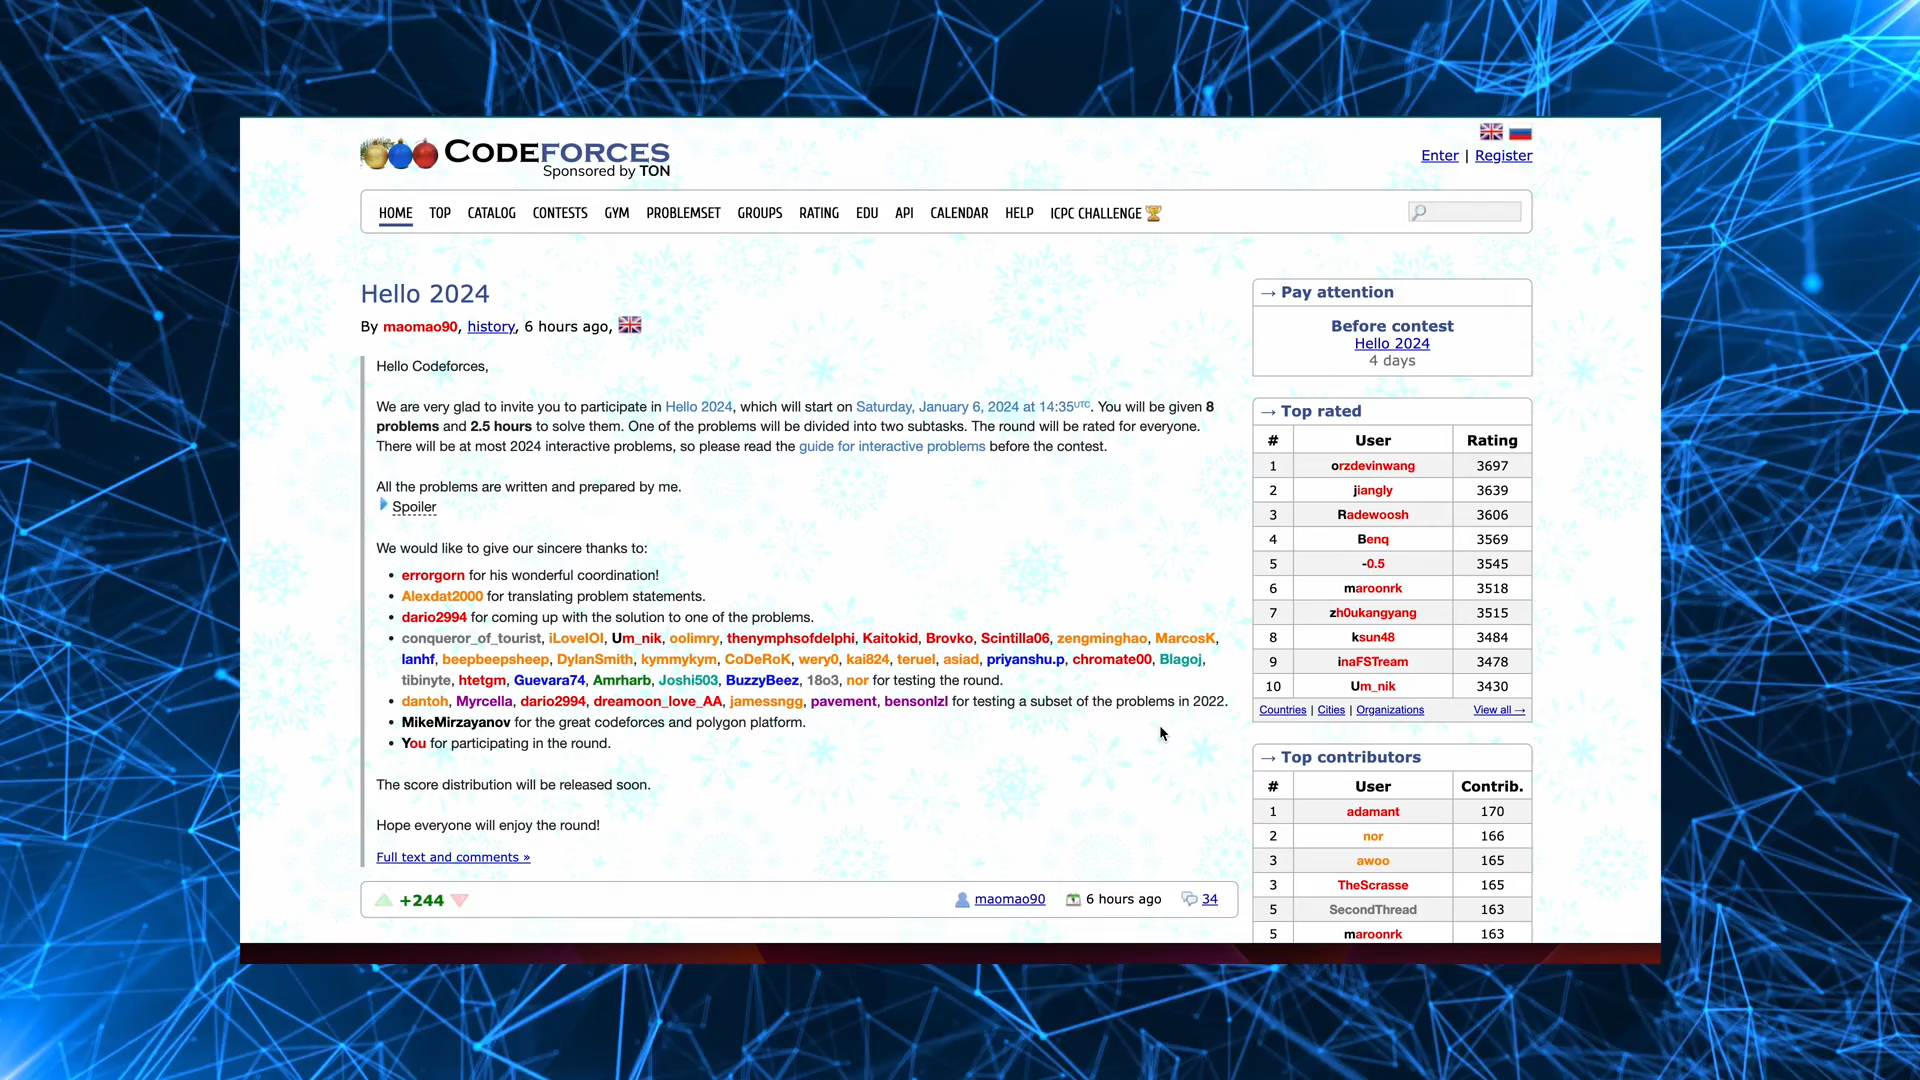 CODEFORCES
Sponsored by TON
Enter | Register
HOME TOP CATALOG CONTESTS GYM PROBLEMSET GROUPS RATING EDU API CALENDAR HELP ICPC CHALLENGE
Hello 2024
By maomao90, history, 6 hours ago,
Hello Codeforces,
We are very glad to invite you to participate in Hello 2024, which will start on Saturday, January 6, 2024 at 14:35UTC. You will be given 8
problems and 2.5 hours to solve them. One of the problems will be divided into two subtasks. The round will be rated for everyone.
There will be at most 2024 interactive problems, so please read the guide for interactive problems before the contest.
All the problems are written and prepared by me.
Spoiler
We would like to give our sincere thanks to:
• errorgorn for his wonderful coordination!
• Alexdat2000 for translating problem statements.
• dario2994 for coming up with the solution to one of the problems.
• conqueror_of_tourist, iLoveIOI, Um_nik, oolimry, thenymphsofdelphi, Kaitokid, Brovko, Scintilla06, zengminghao, MarcosK,
lanhf, beepbeepsheep, DylanSmith, kymmykym, CoDeRoK, wery0, kai824, teruel, asiad, priyanshu.p, chromate00, Blagoj,
tibinyte, htetgm, Guevara74, Amrharb, Joshi503, BuzzyBeez, 18o3, nor for testing the round.
• dantoh, Myrcella, dario2994, dreamoon_love_AA, jamessngg, pavement, bensonlzl for testing a subset of the problems in 2022.
• MikeMirzayanov for the great codeforces and polygon platform.
• You for participating in the round.
The score distribution will be released soon.
Hope everyone will enjoy the round!
Full text and comments »
+244
maomao90 6 hours ago 34
→ Pay attention
Before contest
Hello 2024
4 days
→ Top rated
# User Rating
1 orzdevinwang 3697
2 jiangly 3639
3 Radewoosh 3606
4 Benq 3569
5 -0.5 3545
6 maroonrk 3518
7 zh0ukangyang 3515
8 ksun48 3484
9 inaFSTream 3478
10 Um_nik 3430
Countries | Cities | Organizations View all →
→ Top contributors
# User Contrib.
1 adamant 170
2 nor 166
3 awoo 165
3 TheScrasse 165
5 SecondThread 163
5 maroonrk 163